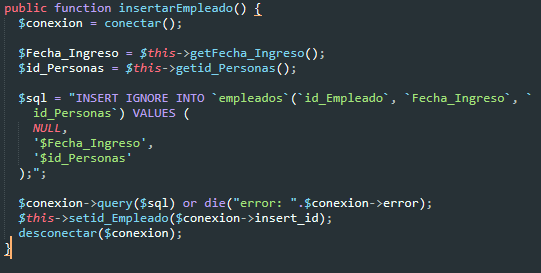 public function insertarEmpleado() {
$conexion = conectar();
$Fecha_Ingreso = $this->getFecha_Ingreso();
$id_Personas = $this->getid_Personas();
$sql = "INSERT IGNORE INTO `empleados`(`id_Empleado`, `Fecha_Ingreso`, `
id_Personas`) VALUES (
NULL,
'$Fecha_Ingreso',
'$id_Personas'
);";
$conexion->query($sql) or die("error: ".$conexion->error);
$this->setid_Empleado($conexion->insert_id);
desconectar($conexion);
}